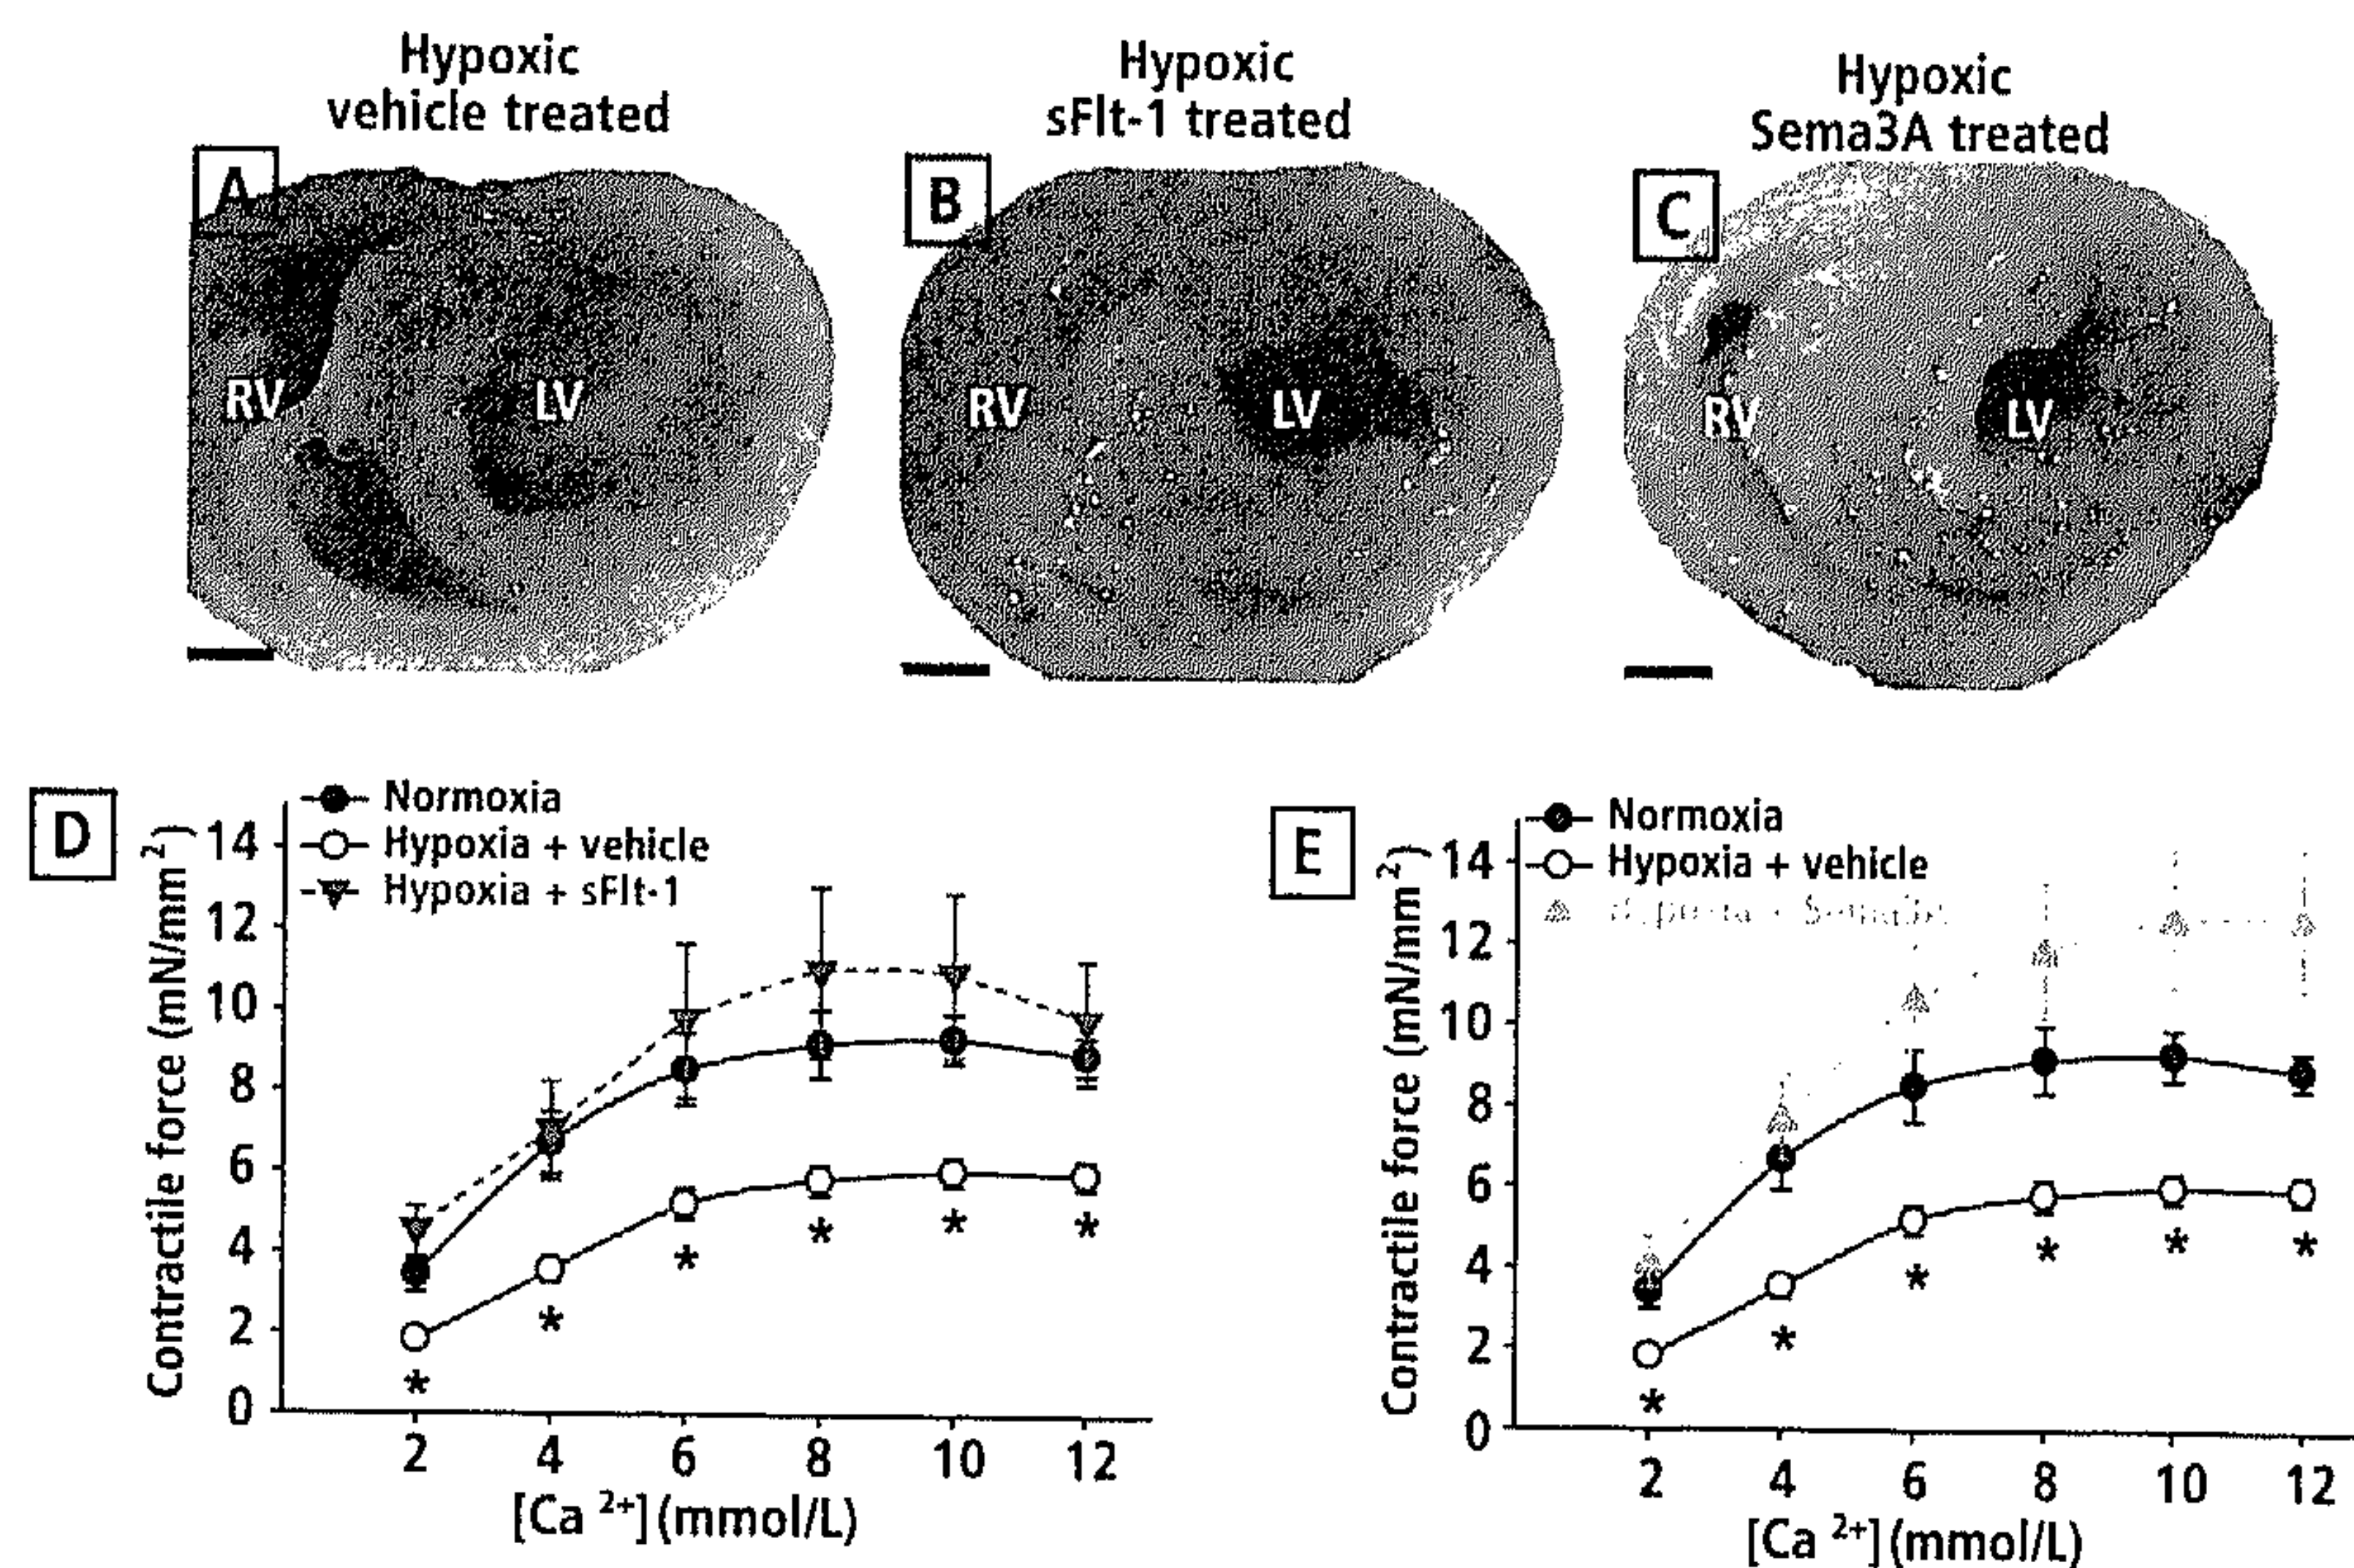 Hypoxic
vehicle treated
Hypoxic
sFlt-1 treated
Hypoxic
Sema3A treated
A
RV
LV
B
RV
LV
C
RV
LV
D
Normoxia
Hypoxia + vehicle
Hypoxia + sFlt-1
Contractile force (mN/mm²)
14
12
10
8
6
4
2
0
* * * * * *
2 4 6 8 10 12
[Ca ²⁺] (mmol/L)
E
Normoxia
Hypoxia + vehicle
Contractile force (mN/mm²)
14
12
10
8
6
4
2
0
* * * * * *
2 4 6 8 10 12
[Ca ²⁺] (mmol/L)